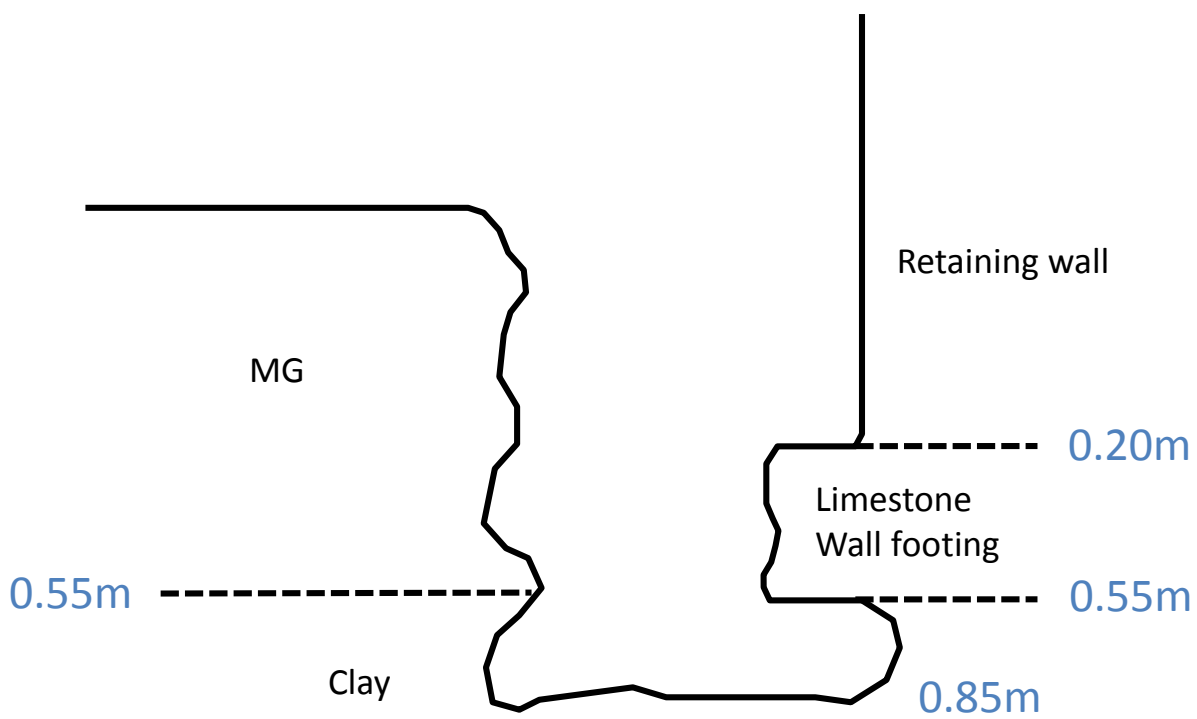 Retaining wall
MG
0.20m
Limestone
Wall footing
0.55m
0.55m
Clay
0.85m